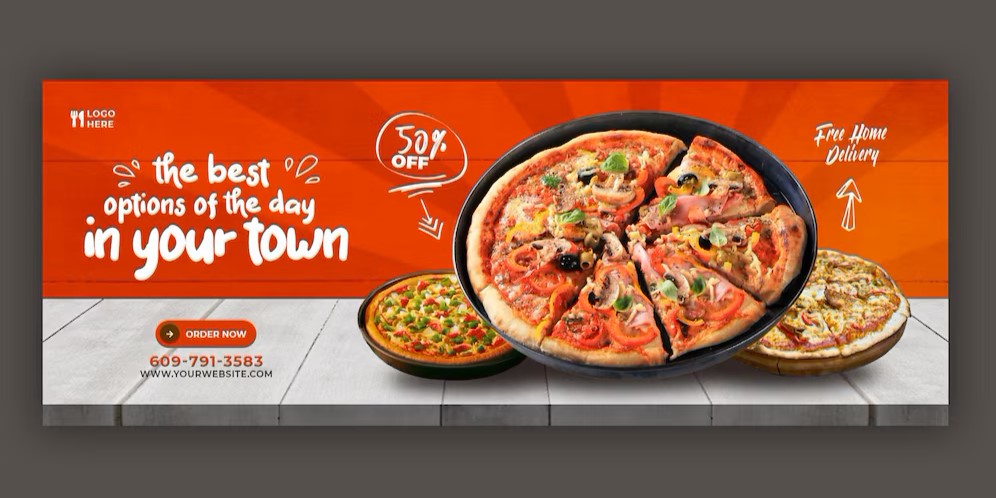 LOGO
HERE
the best
options of the day
in your town
50%
OFF
Free Home
Delivery
ORDER NOW
609-791-3583
WWW.YOURWEBSITE.COM